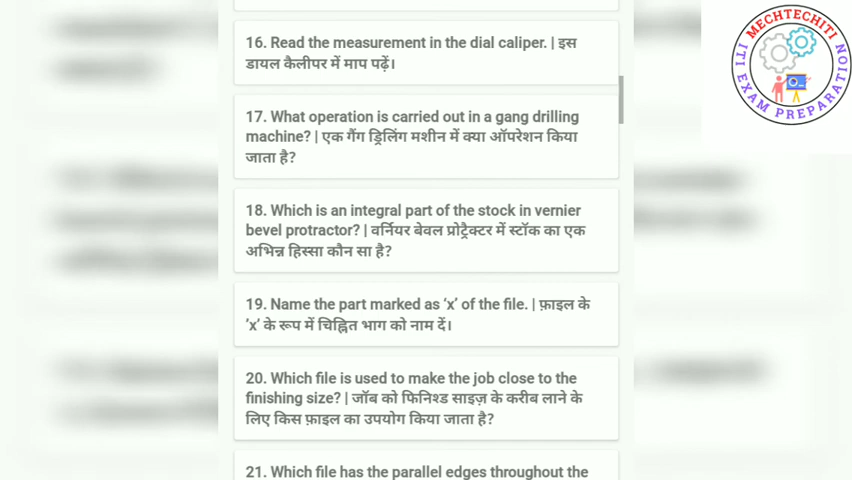 16. Read the measurement in the dial caliper. | इस
डायल कैलीपर में माप पढ़ें।
17. What operation is carried out in a gang drilling
machine? | एक गैंग ड्रिलिंग मशीन में क्या ऑपरेशन किया
जाता है?
18. Which is an integral part of the stock in vernier
bevel protractor? | वर्नियर बेवल प्रोट्रैक्टर में स्टॉक का एक
अभिन्न हिस्सा कौन सा है?
19. Name the part marked as ‘x’ of the file. | फ़ाइल के
‘x’ के रूप में चिह्नित भाग को नाम दें।
20. Which file is used to make the job close to the
finishing size? | जॉब को फिनिश्ड साइज़ के करीब लाने के
लिए किस फ़ाइल का उपयोग किया जाता है?
21. Which file has the parallel edges throughout the
MECHTECHITI
ITI EXAM PREPARATION